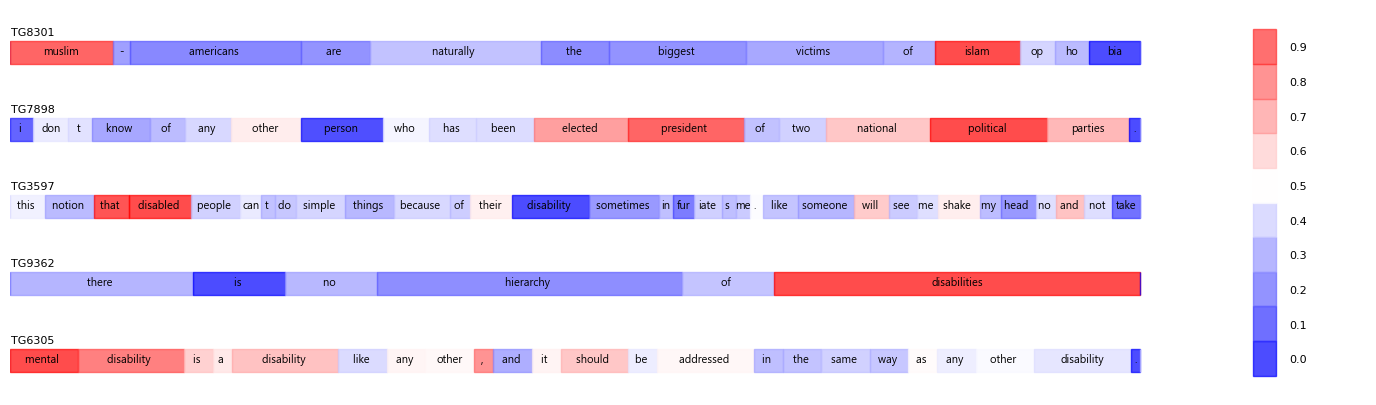 TG8301
muslim - americans are naturally the biggest victims of islam op ho bia
TG7898
i don t know of any other person who has been elected president of two national political parties .
TG3597
this notion that disabled people can t do simple things because of their disability sometimes in fur iate s me . like someone will see me shake my head no and not take
TG9362
there is no hierarchy of disabilities
TG6305
mental disability is a disability like any other , and it should be addressed in the same way as any other disability .
0.9
0.8
0.7
0.6
0.5
0.4
0.3
0.2
0.1
0.0